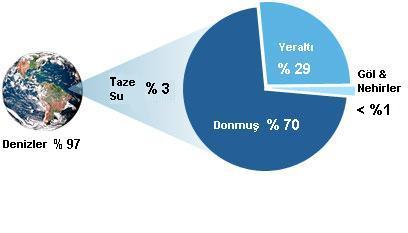 Denizler % 97
Taze
Su
% 3
Yeraltı
% 29
Donmuş % 70
Göl &
Nehirler
< %1